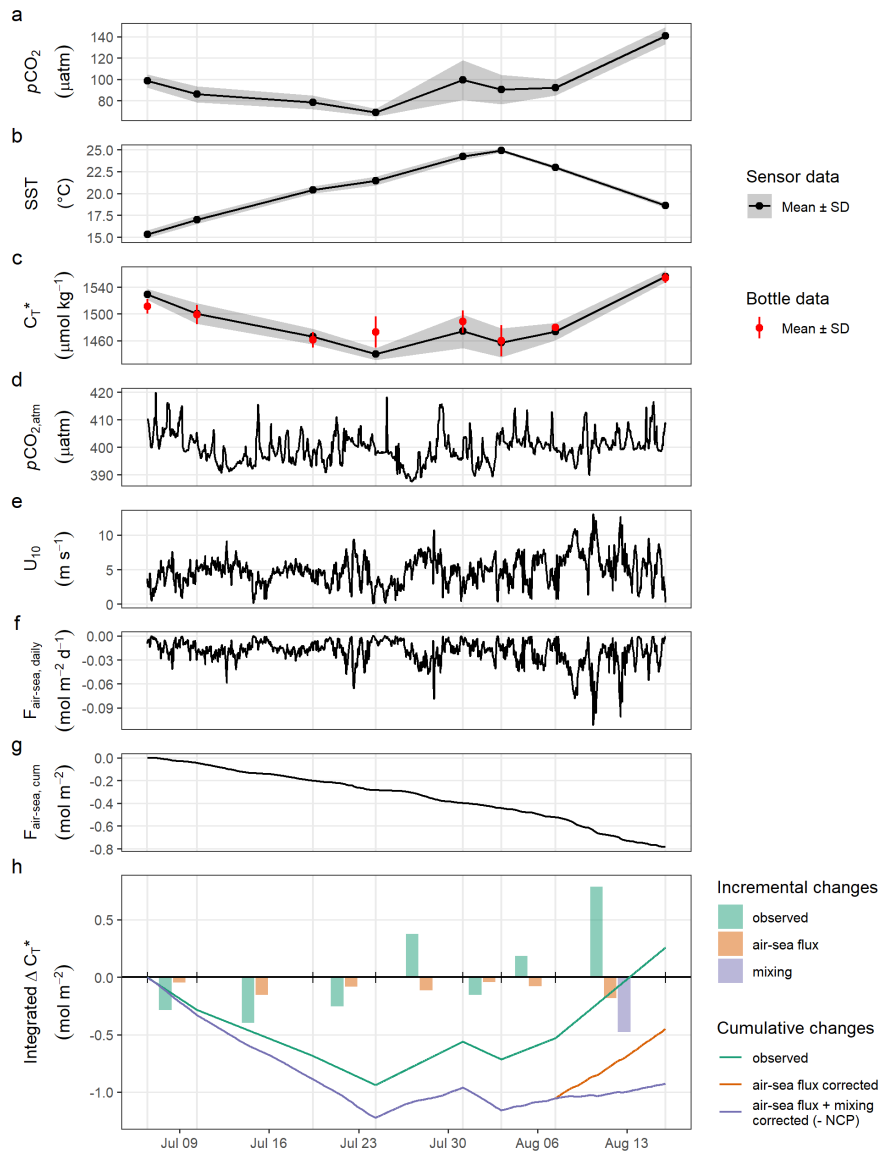 a
pCO₂
(µatm)
140
120
100
80
b
SST
(°C)
25.0
22.5
20.0
17.5
15.0
Sensor data
Mean ± SD
c
C_T*
(µmol kg⁻¹)
1540
1500
1460
Bottle data
Mean ± SD
d
pCO₂,atm
(µatm)
420
410
400
390
e
U₁₀
(m s⁻¹)
10
5
0
f
F air-sea, daily
(mol m⁻² d⁻¹)
0.00
-0.03
-0.06
-0.09
g
F air-sea, cum
(mol m⁻²)
0.0
-0.2
-0.4
-0.6
-0.8
h
Integrated Δ C_T*
(mol m⁻²)
0.5
0.0
-0.5
-1.0
Jul 09
Jul 16
Jul 23
Jul 30
Aug 06
Aug 13
Incremental changes
observed
air-sea flux
mixing
Cumulative changes
observed
air-sea flux corrected
air-sea flux + mixing
corrected (- NCP)